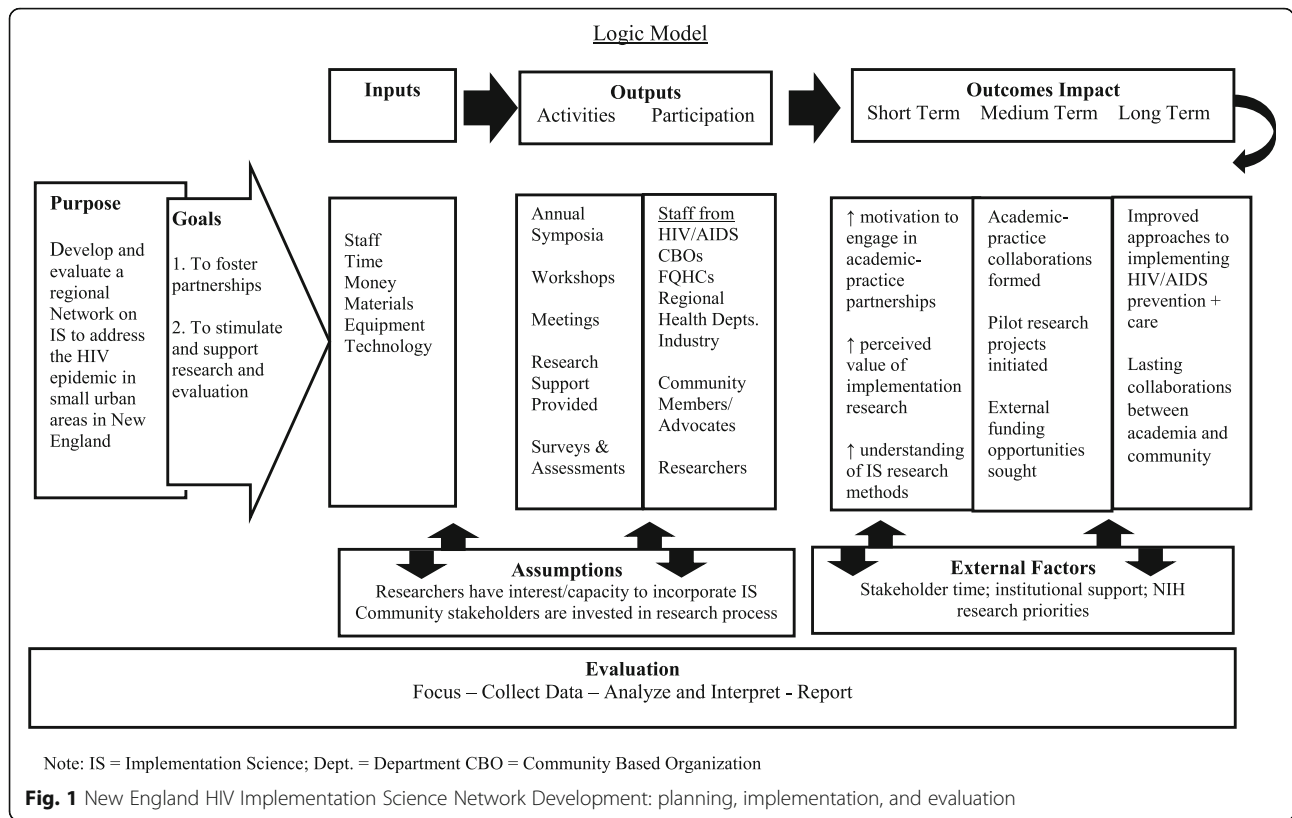 Logic Model
Inputs
Outputs
Activities Participation
Outcomes Impact
Short Term Medium Term Long Term
Purpose
Develop and
evaluate a
regional
Network on
IS to address
the HIV
epidemic in
small urban
areas in New
England
Goals
1. To foster
partnerships
2. To stimulate
and support
research and
evaluation
Staff
Time
Money
Materials
Equipment
Technology
Annual
Symposia
Workshops
Meetings
Research
Support
Provided
Surveys &
Assessments
Staff from
HIV/AIDS
CBOs
FQHCs
Regional
Health Depts.
Industry
Community
Members/
Advocates
Researchers
↑ motivation to
engage in
academic-
practice
partnerships
↑ perceived
value of
implementation
research
↑ understanding
of IS research
methods
Academic-
practice
collaborations
formed
Pilot research
projects
initiated
External
funding
opportunities
sought
Improved
approaches to
implementing
HIV/AIDS
prevention +
care
Lasting
collaborations
between
academia and
community
Assumptions
Researchers have interest/capacity to incorporate IS
Community stakeholders are invested in research process
External Factors
Stakeholder time; institutional support; NIH
research priorities
Evaluation
Focus – Collect Data – Analyze and Interpret - Report
Note: IS = Implementation Science; Dept. = Department CBO = Community Based Organization
Fig. 1 New England HIV Implementation Science Network Development: planning, implementation, and evaluation